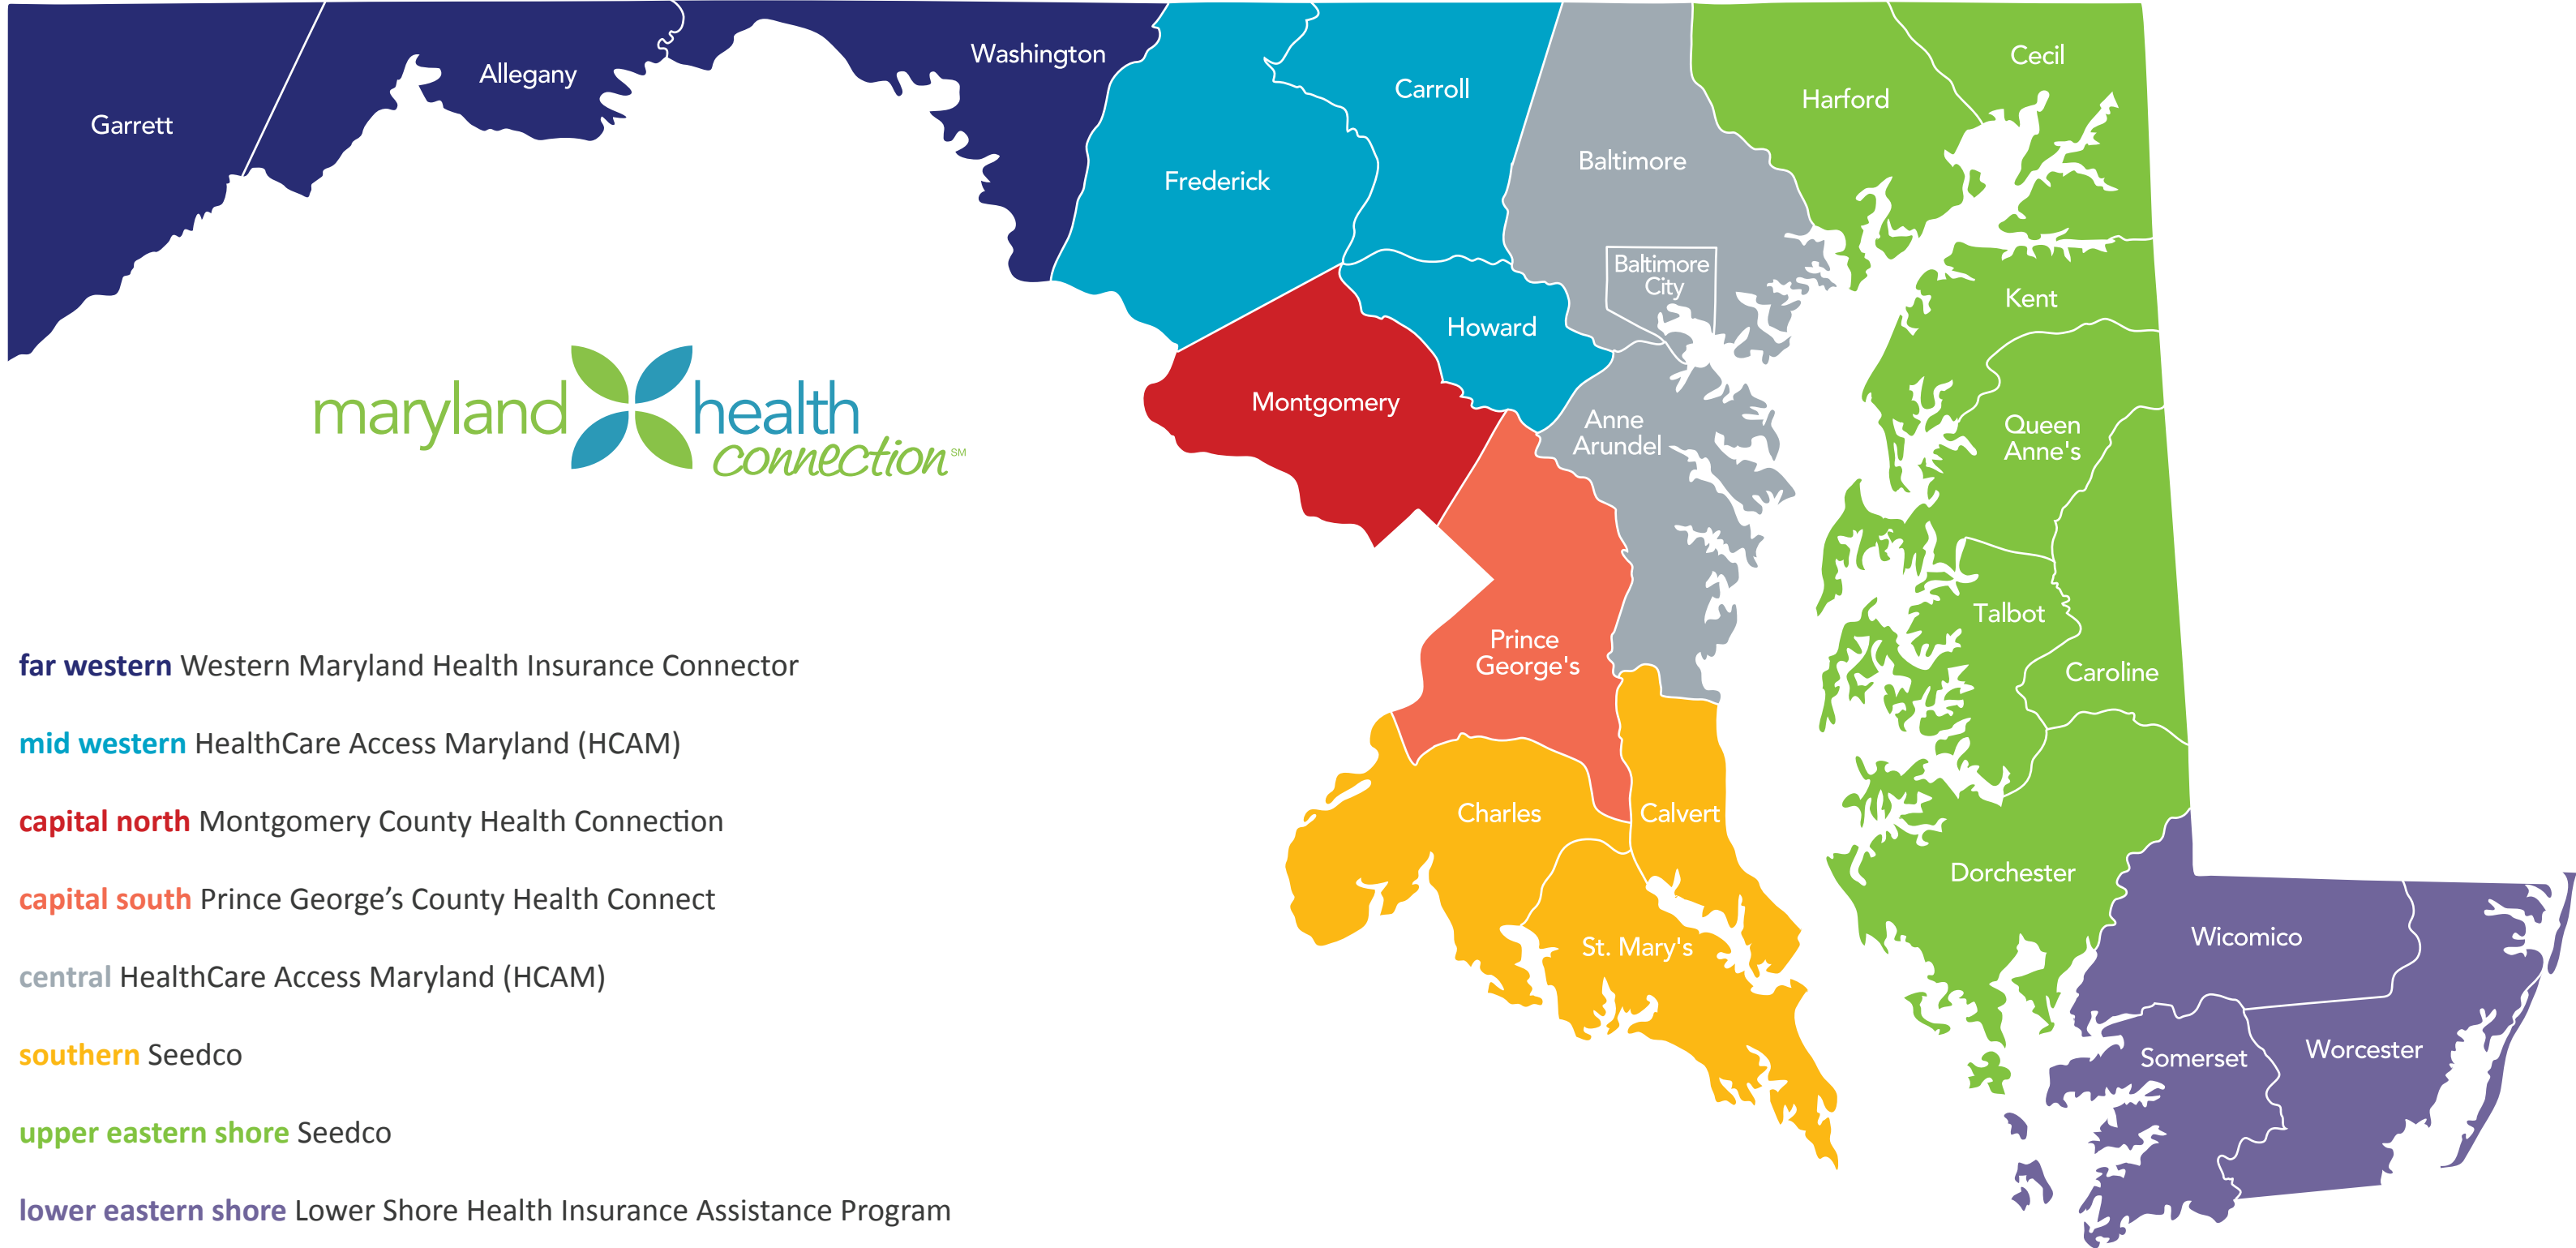 Garrett
Allegany
Washington
Frederick
Carroll
Baltimore
Harford
Cecil
Baltimore
City
Kent
Howard
Montgomery
Anne
Arundel
Queen
Anne's
Talbot
Caroline
Prince
George's
Charles
Calvert
St. Mary's
Dorchester
Wicomico
Somerset
Worcester
maryland health
connection SM
far western Western Maryland Health Insurance Connector
mid western HealthCare Access Maryland (HCAM)
capital north Montgomery County Health Connection
capital south Prince George’s County Health Connect
central HealthCare Access Maryland (HCAM)
southern Seedco
upper eastern shore Seedco
lower eastern shore Lower Shore Health Insurance Assistance Program